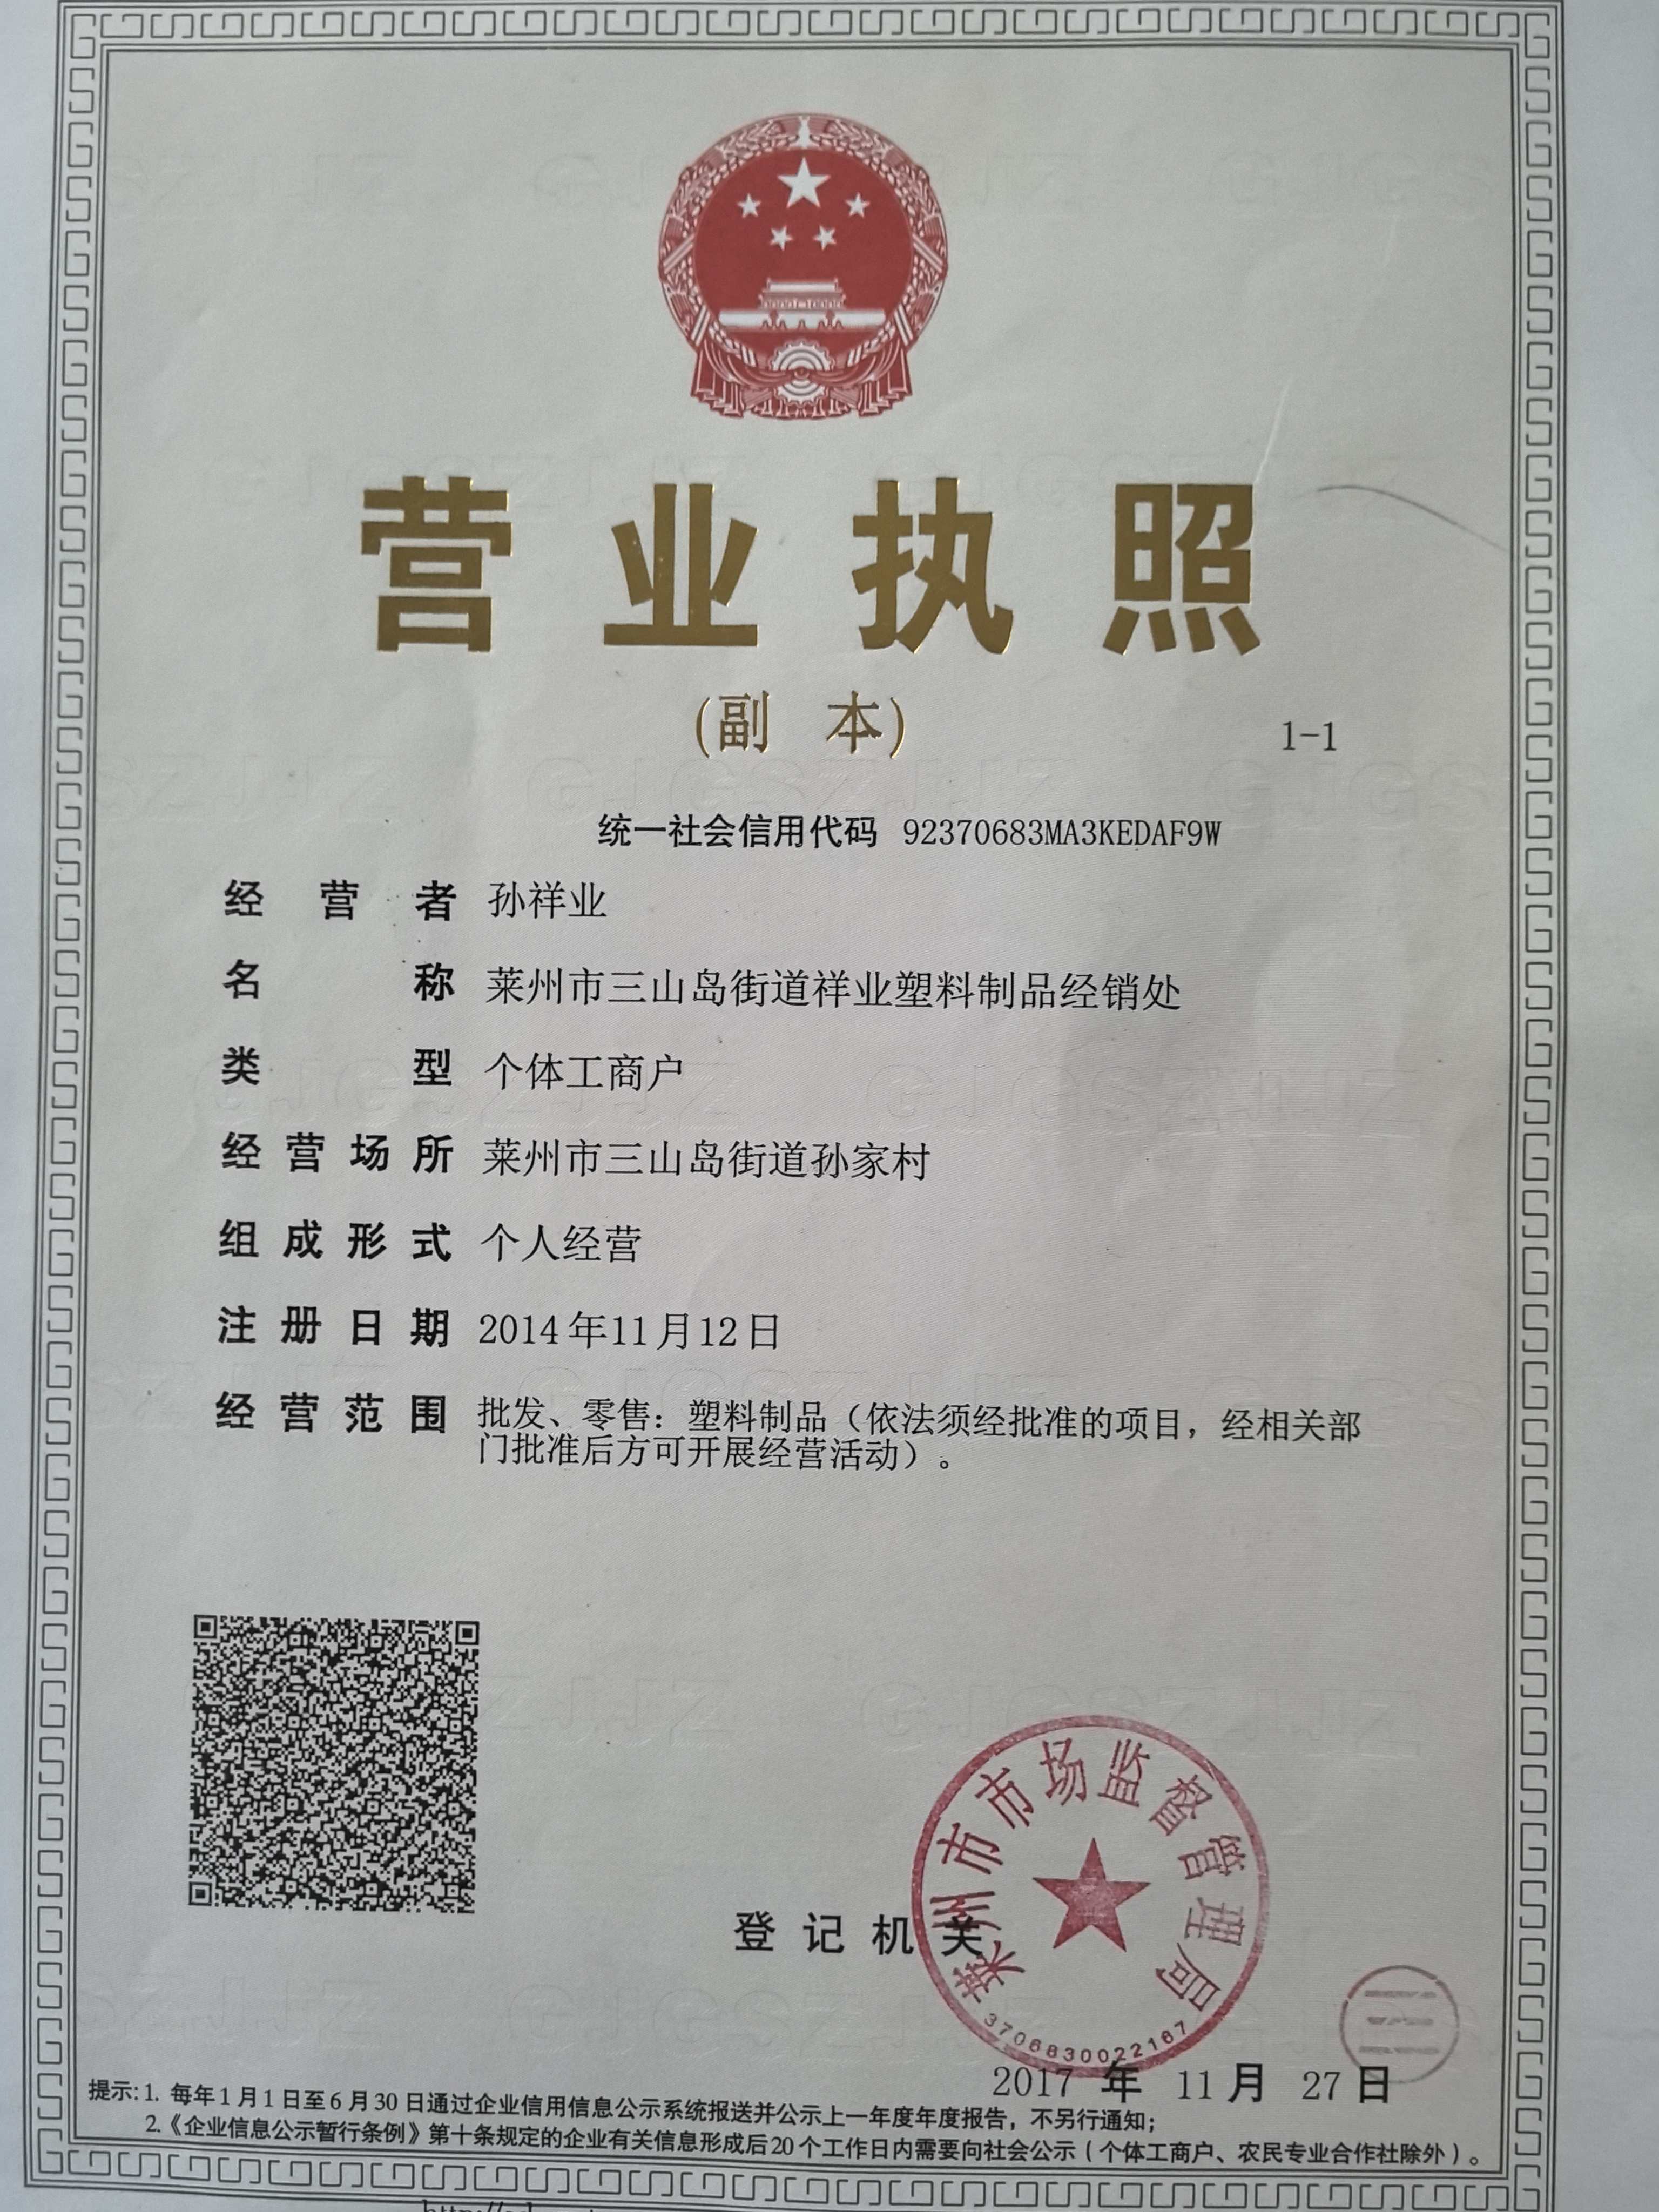 营业执照
(副 本)
1-1
统一社会信用代码 92370683MA3KEDAF9W
经营者 孙祥业
名称 莱州市三山岛街道祥业塑料制品经销处
类型 个体工商户
经营场所 莱州市三山岛街道孙家村
组成形式 个人经营
注册日期 2014年11月12日
经营范围 批发、零售：塑料制品（依法须经批准的项目，经相关部
门批准后方可开展经营活动）。
莱州市市场监督管理局
登记机关
3706830022167
2017 年 11 月 27 日
提示：1. 每年1月1日至6月30日通过企业信用信息公示系统报送并公示上一年度年度报告，不另行通知；
2.《企业信息公示暂行条例》第十条规定的企业有关信息形成后20个工作日内需要向社会公示（个体工商户、农民专业合作社除外）。